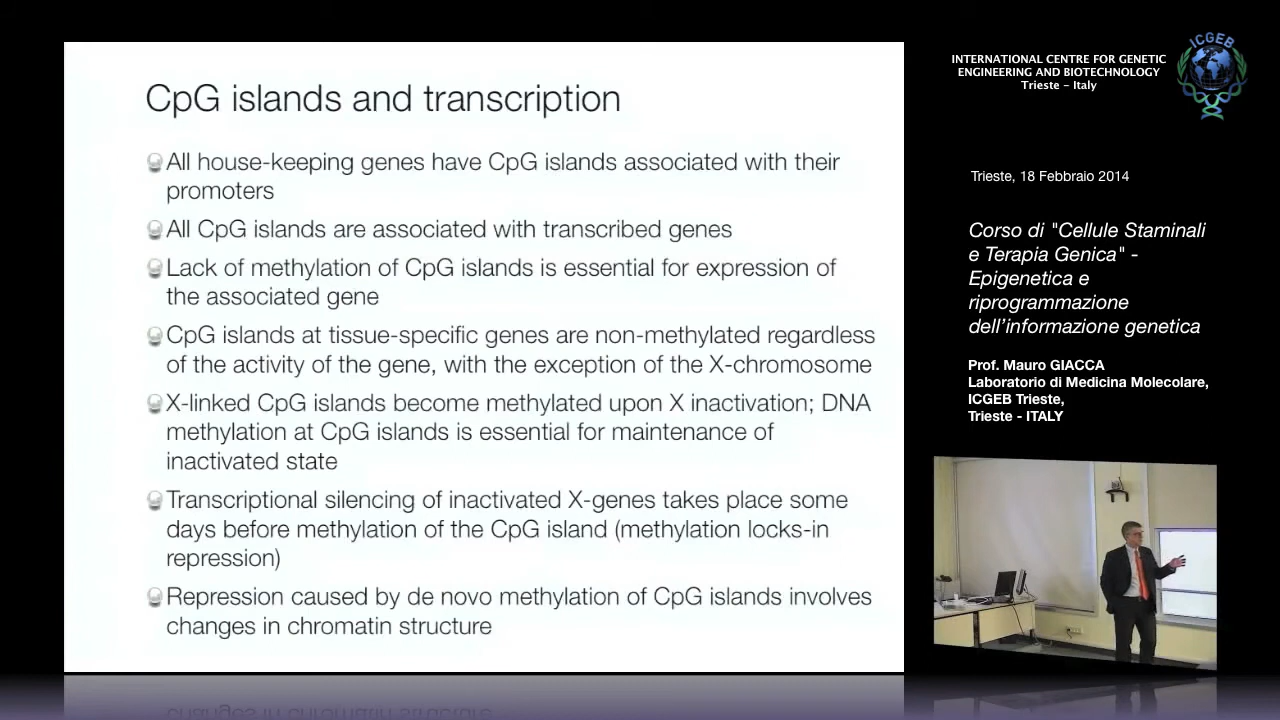 CpG islands and transcription
All house-keeping genes have CpG islands associated with their
promoters
All CpG islands are associated with transcribed genes
Lack of methylation of CpG islands is essential for expression of
the associated gene
CpG islands at tissue-specific genes are non-methylated regardless
of the activity of the gene, with the exception of the X-chromosome
X-linked CpG islands become methylated upon X inactivation; DNA
methylation at CpG islands is essential for maintenance of
inactivated state
Transcriptional silencing of inactivated X-genes takes place some
days before methylation of the CpG island (methylation locks-in
repression)
Repression caused by de novo methylation of CpG islands involves
changes in chromatin structure
INTERNATIONAL CENTRE FOR GENETIC
ENGINEERING AND BIOTECHNOLOGY
Trieste - Italy
ICGEB
Trieste, 18 Febbraio 2014
Corso di "Cellule Staminali
e Terapia Genica" -
Epigenetica e
riprogrammazione
dell'informazione genetica
Prof. Mauro GIACCA
Laboratorio di Medicina Molecolare,
ICGEB Trieste,
Trieste - ITALY